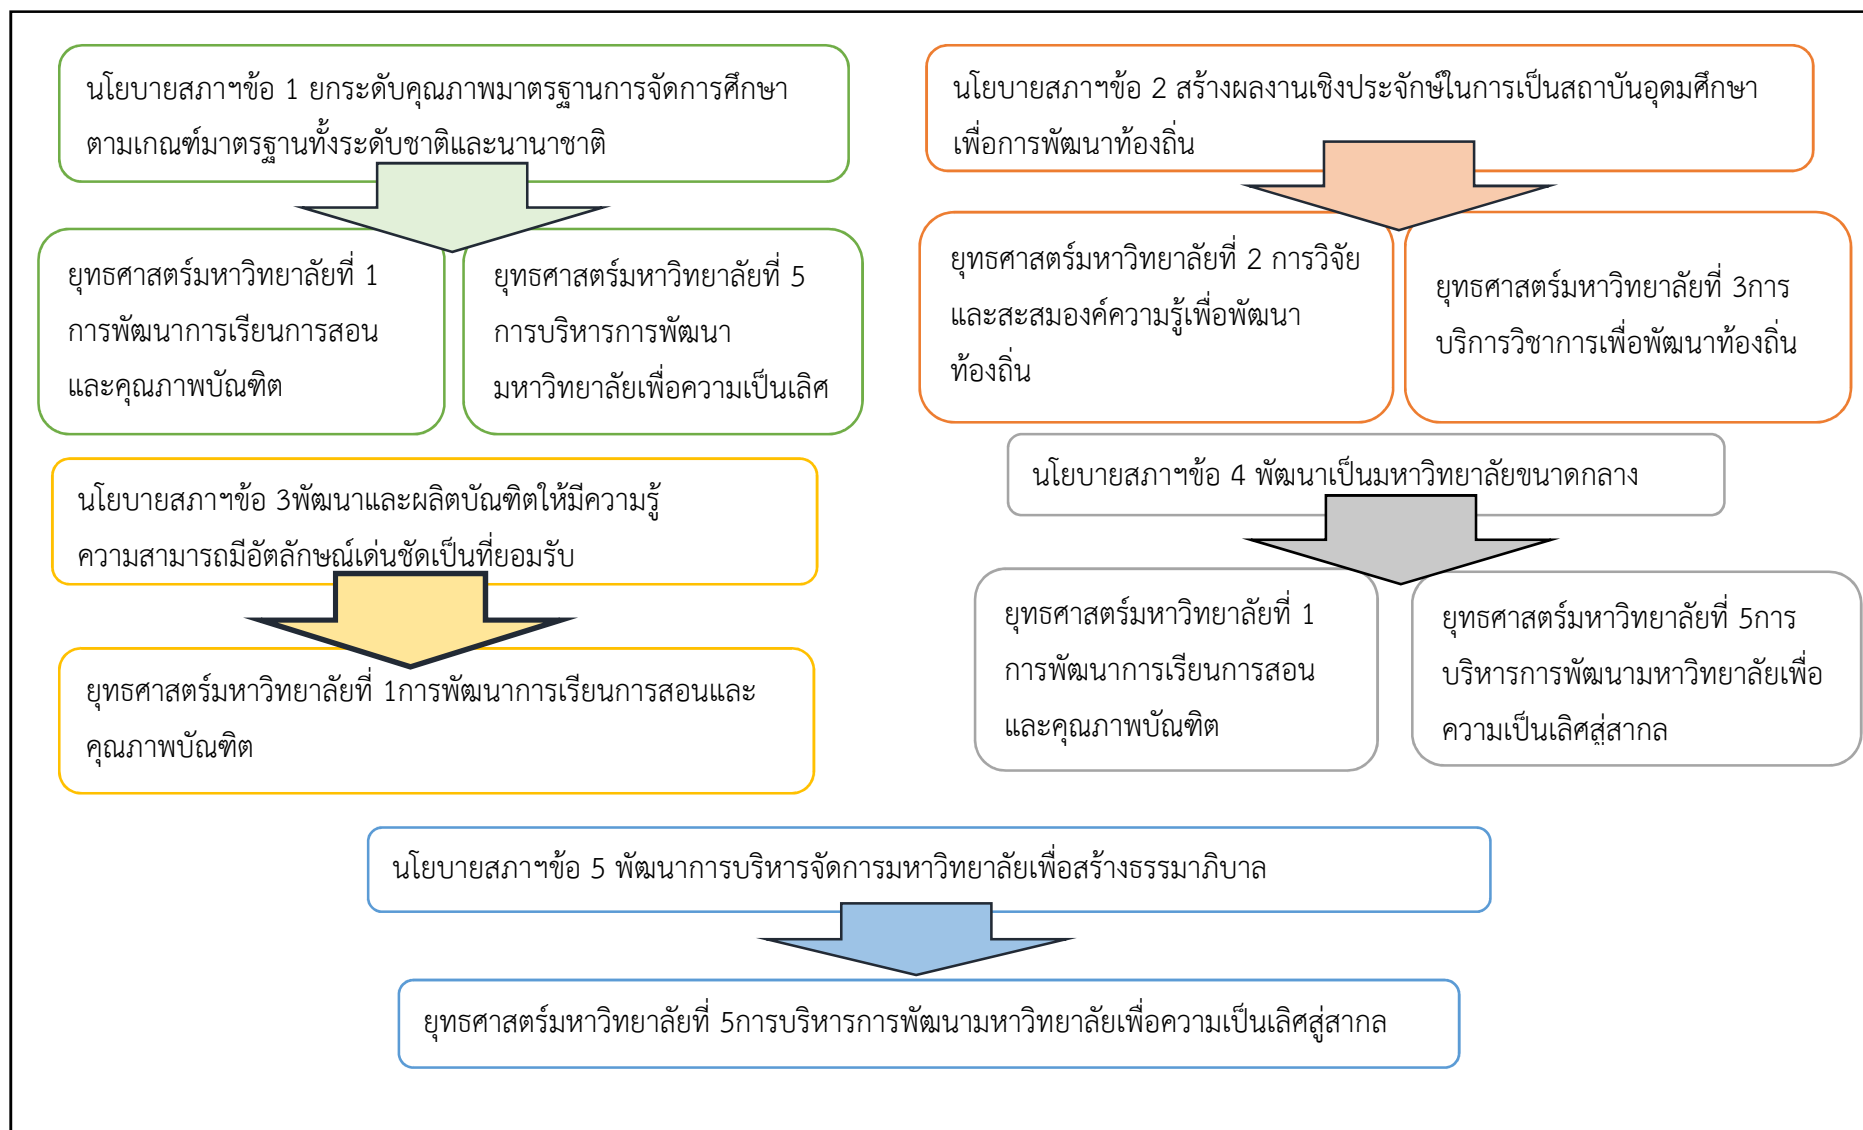 นโยบายสภาฯข้อ 1 ยกระดับคุณภาพมาตรฐานการจัดการศึกษา
ตามเกณฑ์มาตรฐานทั้งระดับชาติและนานาชาติ
ยุทธศาสตร์มหาวิทยาลัยที่ 1
การพัฒนาการเรียนการสอน
และคุณภาพบัณฑิต
ยุทธศาสตร์มหาวิทยาลัยที่ 5
การบริหารการพัฒนา
มหาวิทยาลัยเพื่อความเป็นเลิศ
นโยบายสภาฯข้อ 2 สร้างผลงานเชิงประจักษ์ในการเป็นสถาบันอุดมศึกษา
เพื่อการพัฒนาท้องถิ่น
ยุทธศาสตร์มหาวิทยาลัยที่ 2 การวิจัย
และสะสมองค์ความรู้เพื่อพัฒนา
ท้องถิ่น
ยุทธศาสตร์มหาวิทยาลัยที่ 3การ
บริการวิชาการเพื่อพัฒนาท้องถิ่น
นโยบายสภาฯข้อ 3พัฒนาและผลิตบัณฑิตให้มีความรู้
ความสามารถมีอัตลักษณ์เด่นชัดเป็นที่ยอมรับ
ยุทธศาสตร์มหาวิทยาลัยที่ 1การพัฒนาการเรียนการสอนและ
คุณภาพบัณฑิต
นโยบายสภาฯข้อ 4 พัฒนาเป็นมหาวิทยาลัยขนาดกลาง
ยุทธศาสตร์มหาวิทยาลัยที่ 1
การพัฒนาการเรียนการสอน
และคุณภาพบัณฑิต
ยุทธศาสตร์มหาวิทยาลัยที่ 5การ
บริหารการพัฒนามหาวิทยาลัยเพื่อ
ความเป็นเลิศสู่สากล
นโยบายสภาฯข้อ 5 พัฒนาการบริหารจัดการมหาวิทยาลัยเพื่อสร้างธรรมาภิบาล
ยุทธศาสตร์มหาวิทยาลัยที่ 5การบริหารการพัฒนามหาวิทยาลัยเพื่อความเป็นเลิศสู่สากล